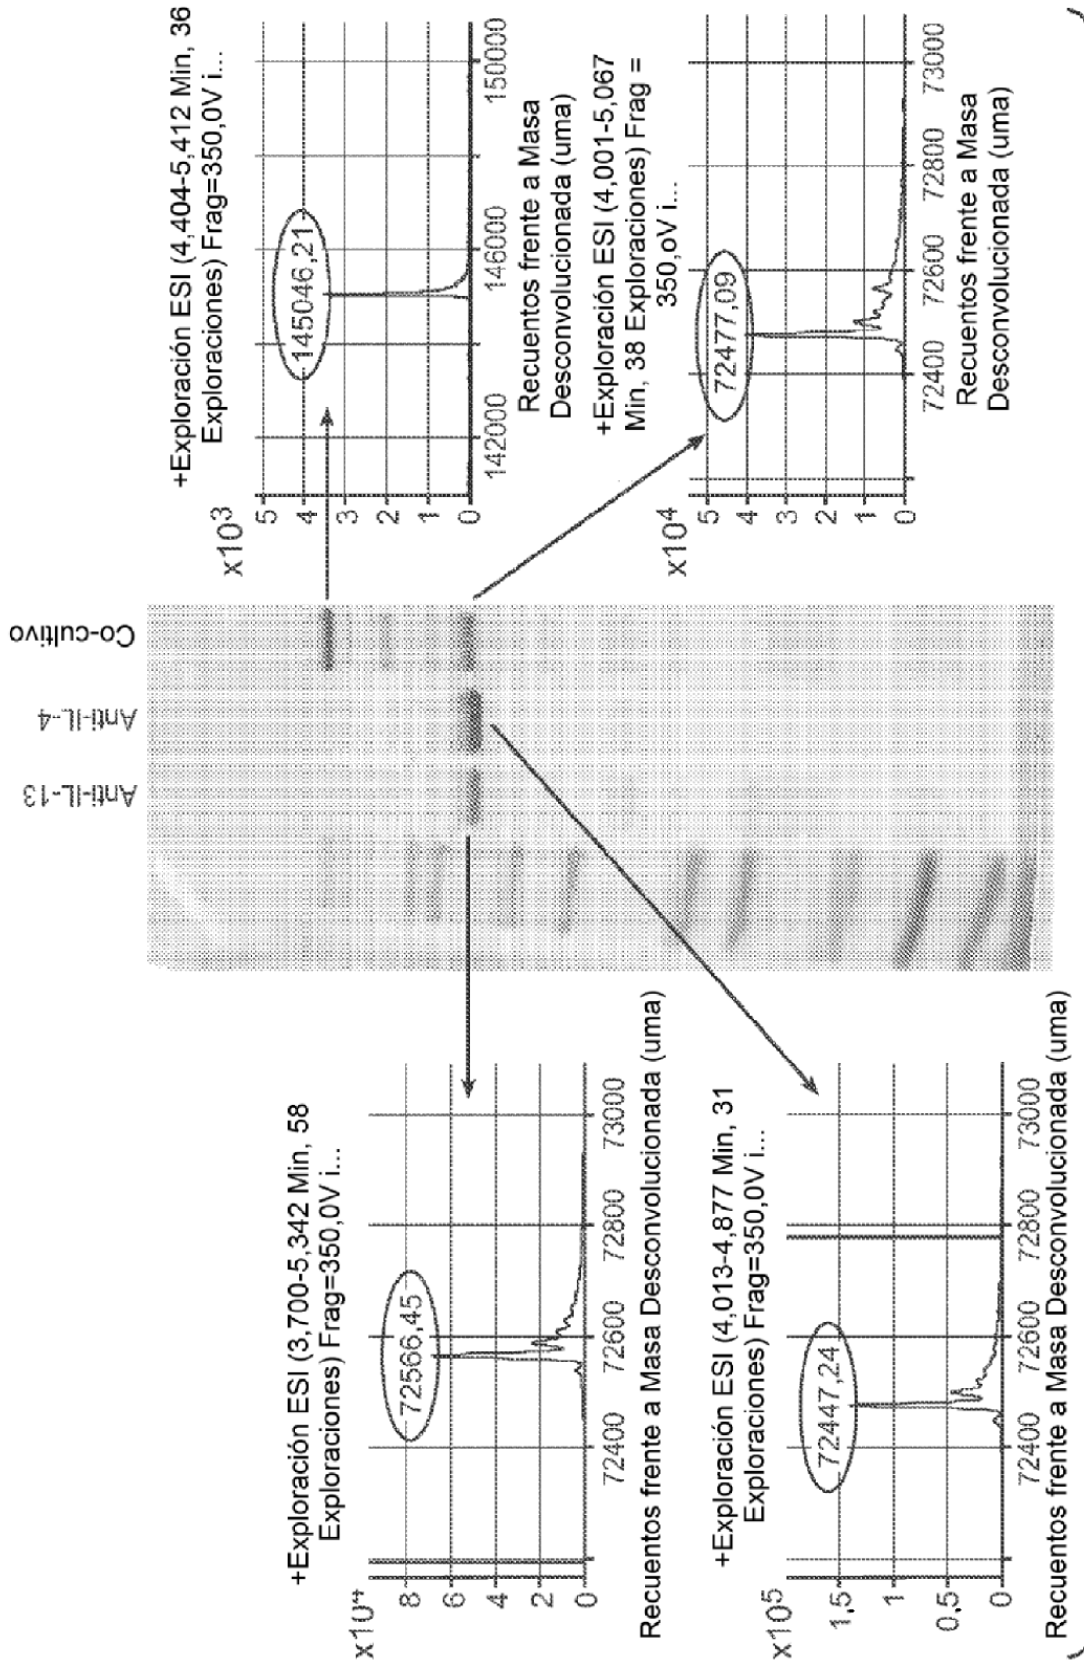 Co-cultivo
Anti-IL-4
Anti-IL-13
+Exploración ESI (4,404-5,412 Min, 36
Exploraciones) Frag=350,0V i...
x10³
5
4
3
2
1
0
145046,21
142000
146000
150000
Recuentos frente a Masa
Desconvolucionada (uma)
+Exploración ESI (4,001-5,067
Min, 38 Exploraciones) Frag =
350,oV i...
x10⁴
5
4
3
2
1
0
72477,09
72400
72600
72800
73000
Recuentos frente a Masa
Desconvolucionada (uma)
+Exploración ESI (3,700-5,342 Min, 58
Exploraciones) Frag=350,0V i...
x10⁴
8
6
4
2
0
72566,45
72400
72600
72800
73000
Recuentos frente a Masa Desconvolucionada (uma)
+Exploración ESI (4,013-4,877 Min, 31
Exploraciones) Frag=350,0V i...
x10⁵
1,5
1
0,5
0
72447,24
72400
72600
72800
73000
Recuentos frente a Masa Desconvolucionada (uma)